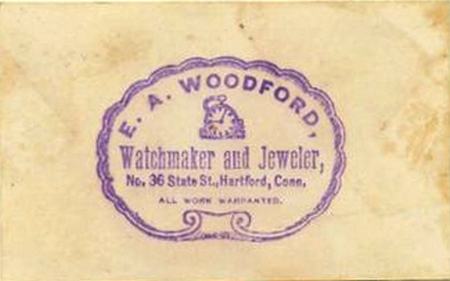 E. A. WOODFORD,
Watchmaker and Jeweler,
No. 36 State St., Hartford, Conn.
ALL WORK WARRANTED.